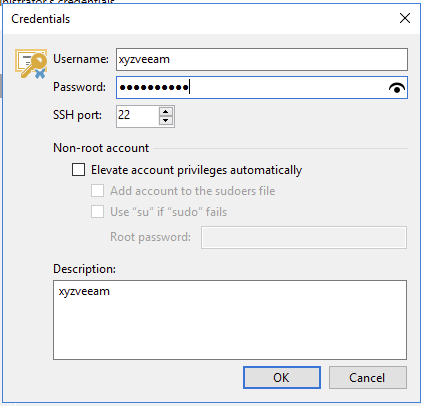 nistrator's credentials
Credentials
Username: xyzveeam
Password: ●●●●●●●●●●
SSH port: 22
Non-root account
Elevate account privileges automatically
Add account to the sudoers file
Use "su" if "sudo" fails
Root password:
Description:
xyzveeam
OK Cancel